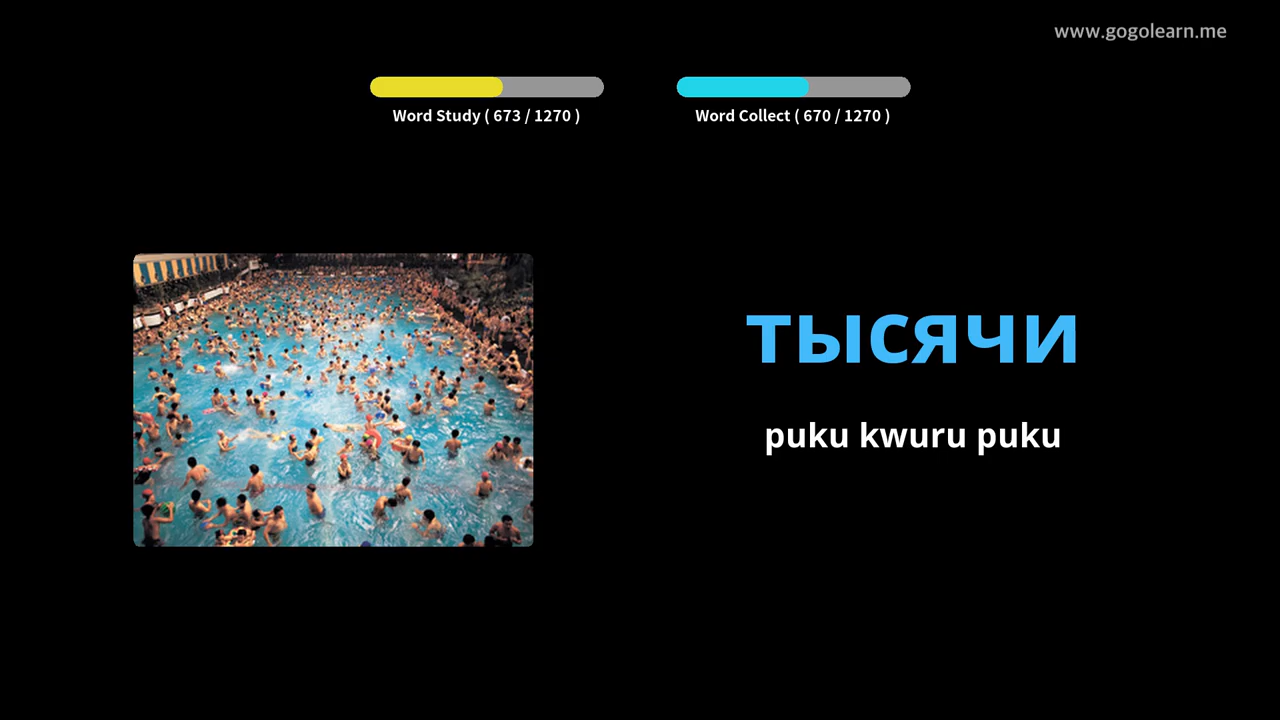 www.gogolearn.me
Word Study ( 673 / 1270 )
Word Collect ( 670 / 1270 )
тысячи
puku kwuru puku